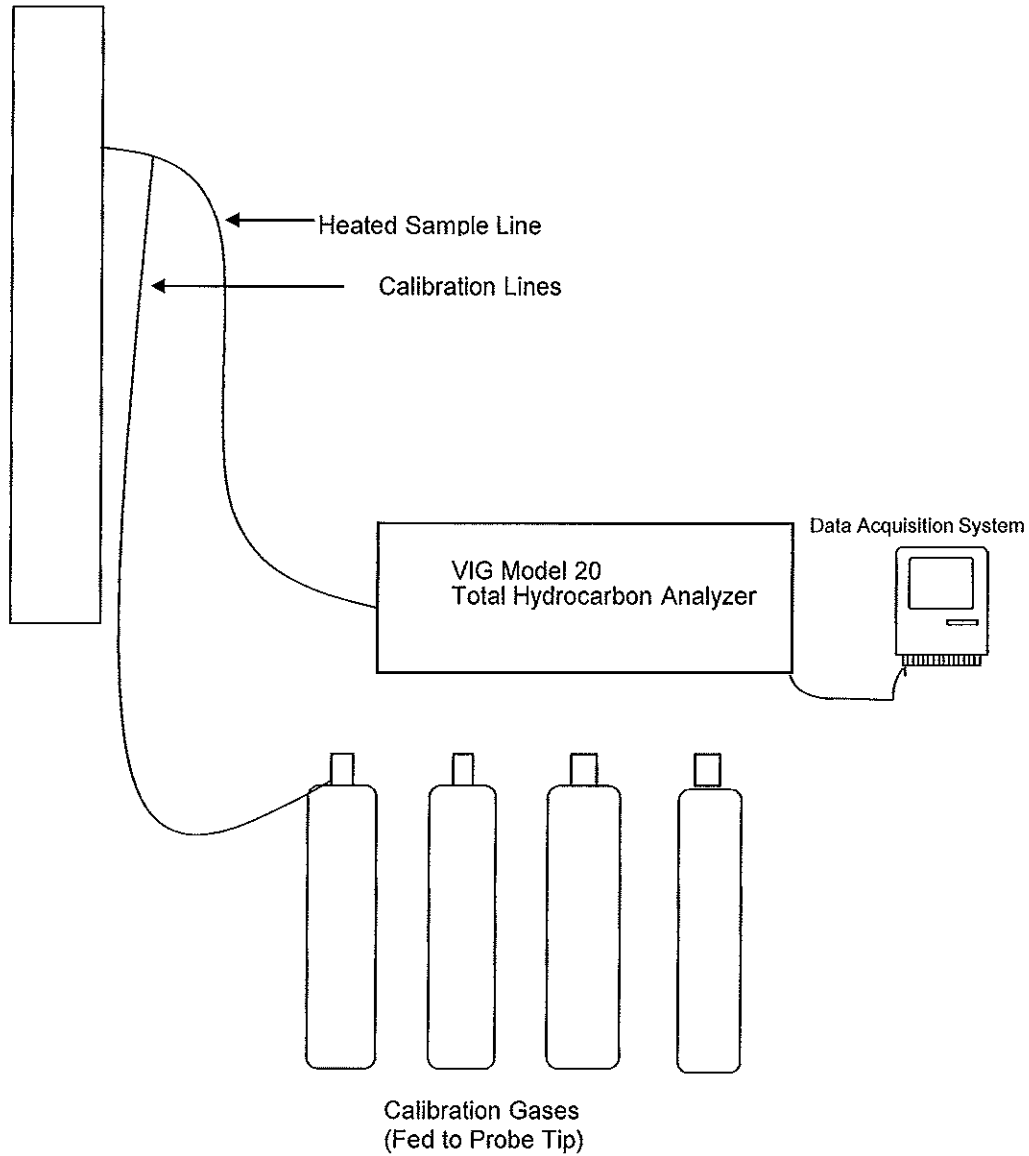 Heated Sample Line
Calibration Lines
Data Acquisition System
VIG Model 20
Total Hydrocarbon Analyzer
Calibration Gases
(Fed to Probe Tip)